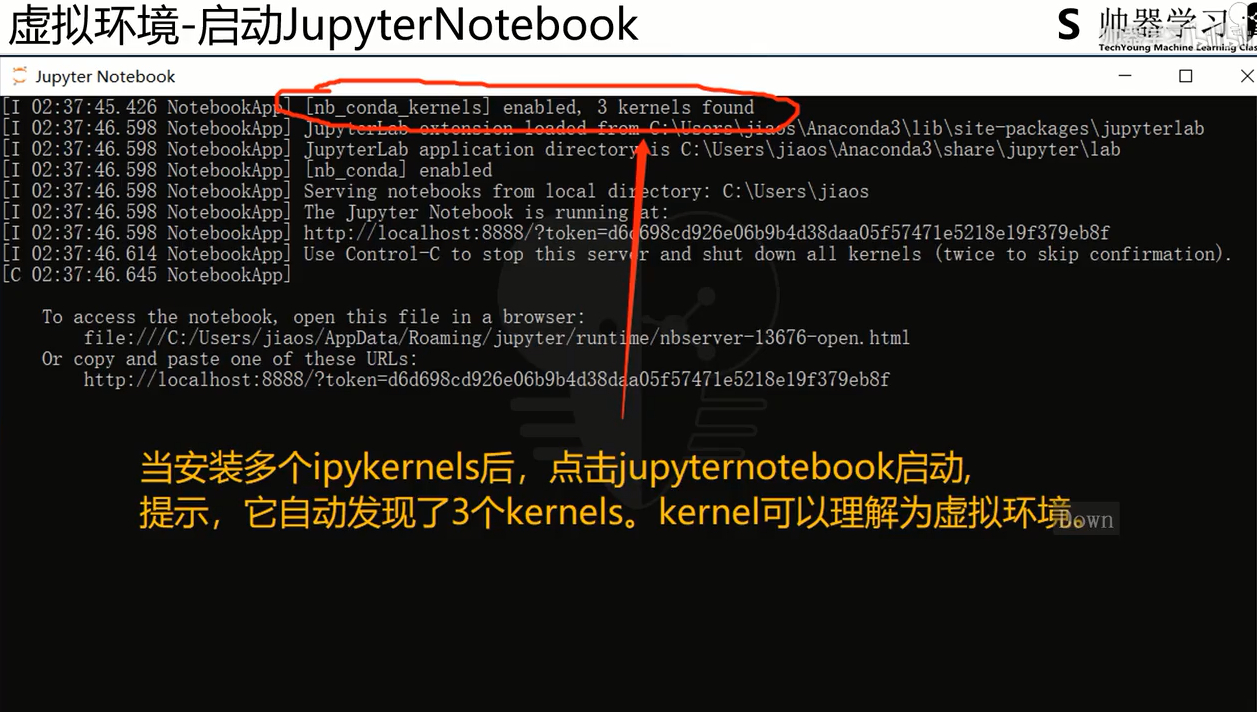 虚拟环境-启动JupyterNotebook
S 帅器学习
TechYoung Machine Learning
Jupyter Notebook
[I 02:37:45.426 NotebookApp] [nb_conda_kernels] enabled, 3 kernels found
[I 02:37:46.598 NotebookApp] JupyterLab extension loaded from C:\Users\jiaos\Anaconda3\lib\site-packages\jupyterlab
[I 02:37:46.598 NotebookApp] JupyterLab application directory is C:\Users\jiaos\Anaconda3\share\jupyter\lab
[I 02:37:46.598 NotebookApp] [nb_conda] enabled
[I 02:37:46.598 NotebookApp] Serving notebooks from local directory: C:\Users\jiaos
[I 02:37:46.598 NotebookApp] The Jupyter Notebook is running at:
[I 02:37:46.598 NotebookApp] http://localhost:8888/?token=d6d698cd926e06b9b4d38daa05f57471e5218e19f379eb8f
[I 02:37:46.614 NotebookApp] Use Control-C to stop this server and shut down all kernels (twice to skip confirmation).
[C 02:37:46.645 NotebookApp]
To access the notebook, open this file in a browser:
file:///C:/Users/jiaos/AppData/Roaming/jupyter/runtime/nbserver-13676-open.html
Or copy and paste one of these URLs:
http://localhost:8888/?token=d6d698cd926e06b9b4d38daa05f57471e5218e19f379eb8f
当安装多个ipykernels后，点击jupyternotebook启动,
提示，它自动发现了3个kernels。kernel可以理解为虚拟环境。
Down